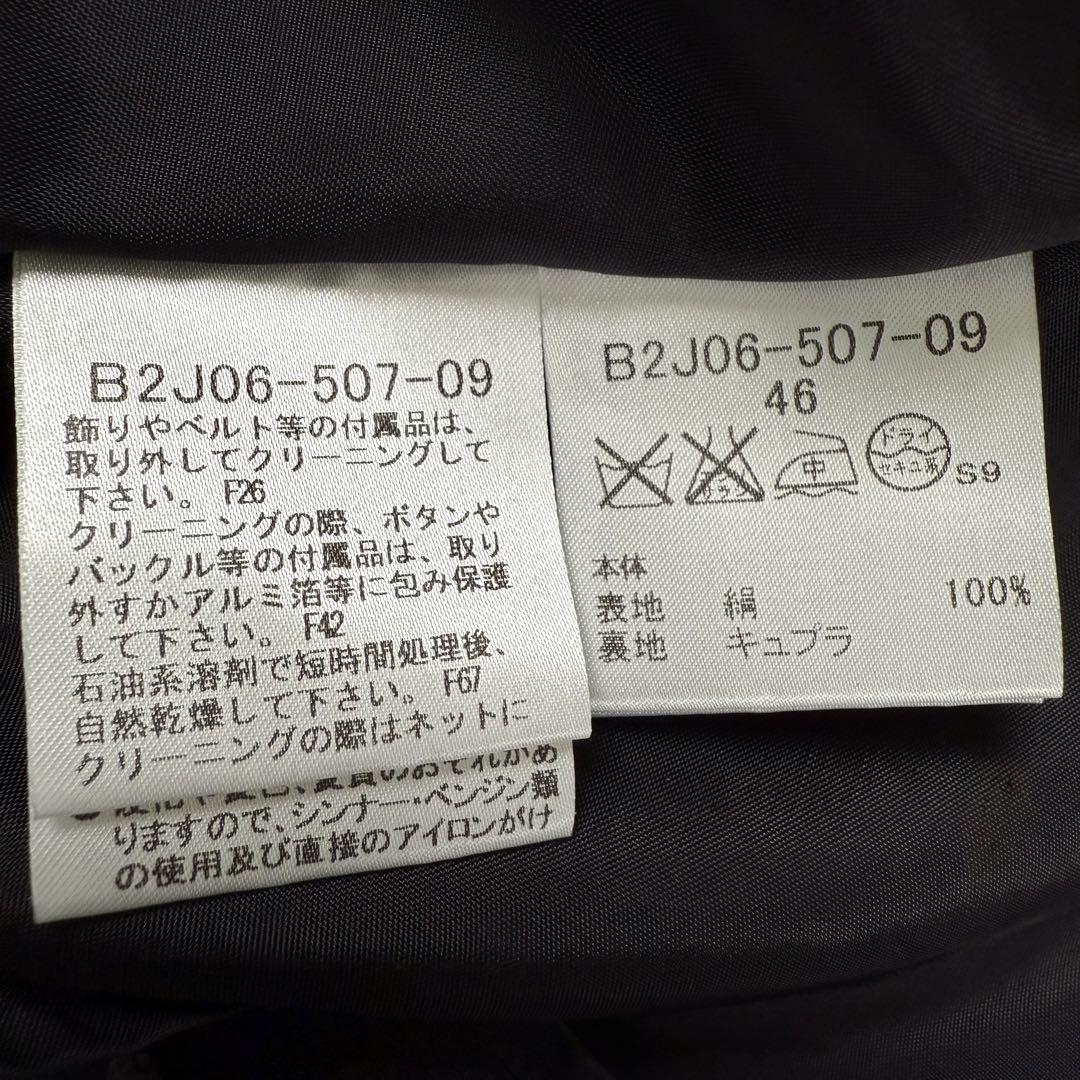 B2J06-507-09
飾りやベルト等の付属品は、
取り外してクリーニングして
下さい。 F26
クリーニングの際、ボタンや
バックル等の付属品は、取り
外すかアルミ箔等に包み保護
して下さい。 F42
石油系溶剤で短時間処理後、
自然乾燥して下さい。 F67
クリーニングの際はネットに
のおそれがあ
りますので、シンナー・ベンジン類
の使用及び直接のアイロンがけ
B2J06-507-09
46
中
ドライ
セキユ系
S9
本体
表地 絹 100%
裏地 キュプラ